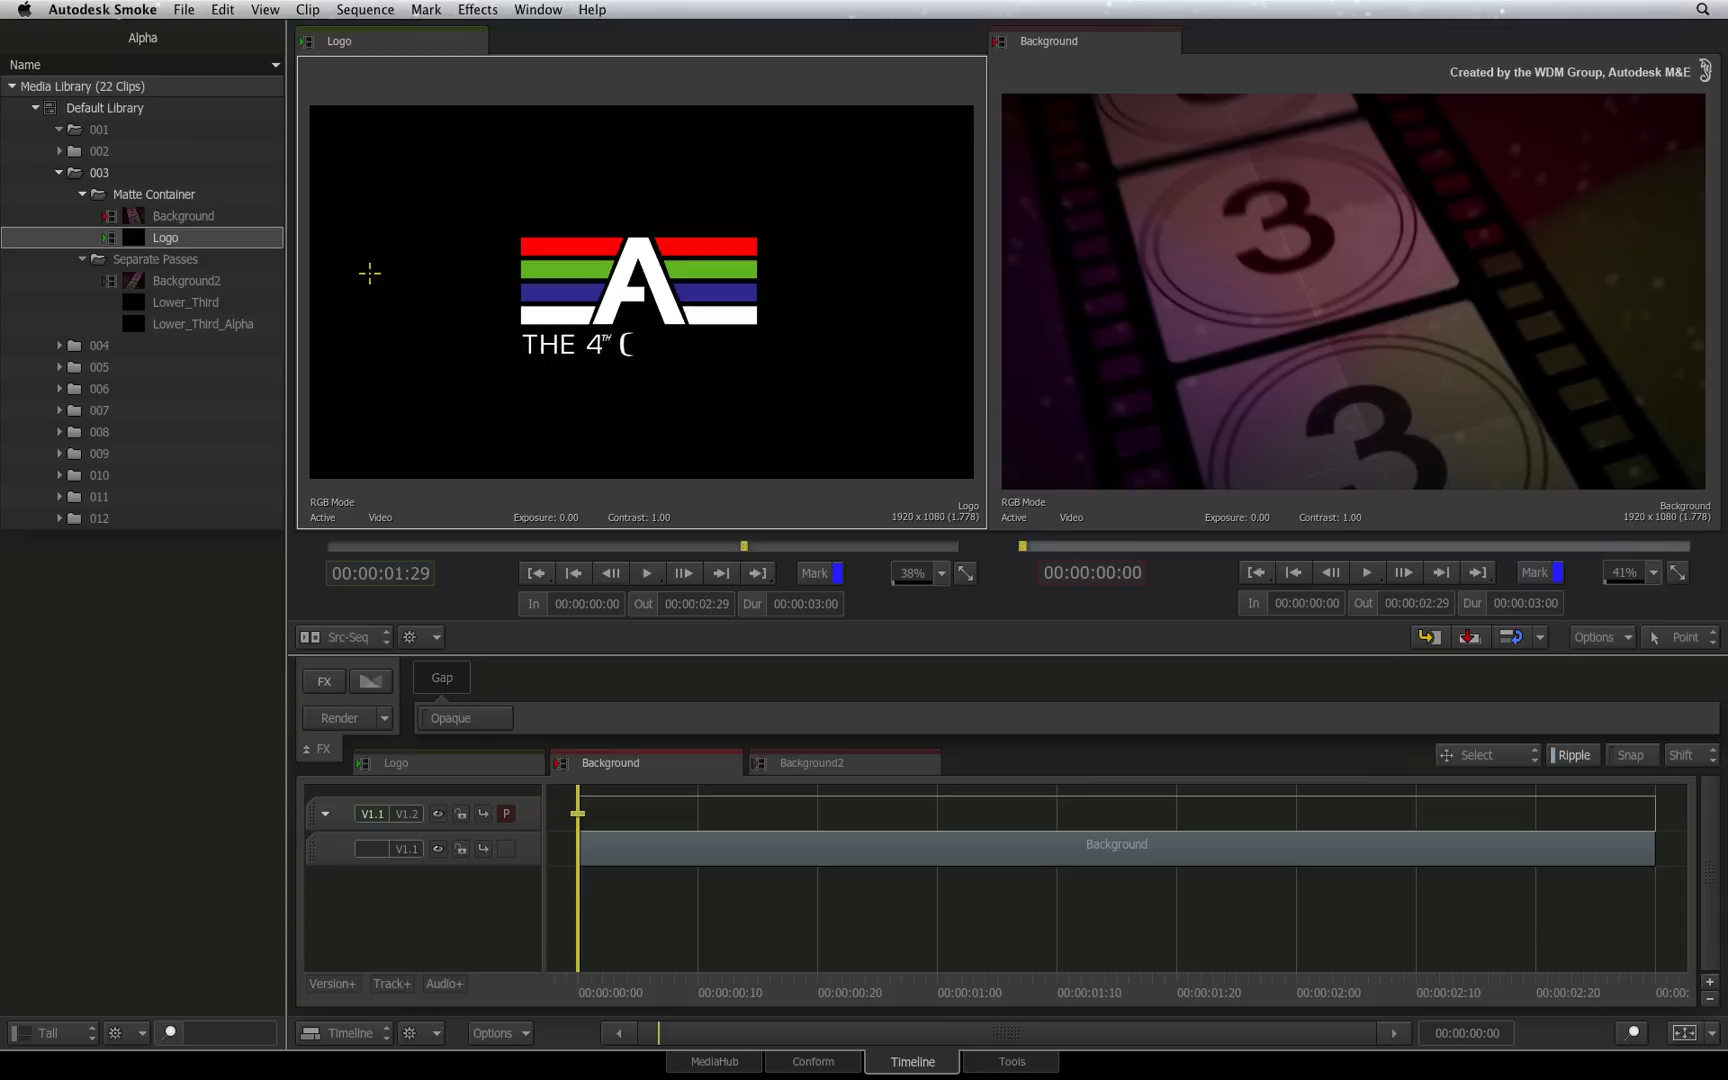 Autodesk Smoke File Edit View Clip Sequence Mark Effects Window Help
Alpha
Name
Media Library (22 Clips)
Default Library
001
002
003
Matte Container
Background
Logo
Separate Passes
Background2
Lower_Third
Lower_Third_Alpha
004
005
006
007
008
009
010
011
012
Tall
Logo
THE 4TH
RGB Mode
Active Video Exposure: 0.00 Contrast: 1.00
Logo
1920 x 1080 (1.778)
00:00:01:29
Mark
38%
In 00:00:00:00 Out 00:00:02:29 Dur 00:00:03:00
Background
Created by the WDM Group, Autodesk M&E
3
3
RGB Mode
Active Video Exposure: 0.00 Contrast: 1.00
Background
1920 x 1080 (1.778)
00:00:00:00
Mark
41%
In 00:00:00:00 Out 00:00:02:29 Dur 00:00:03:00
Src-Seq
Options Point
FX
Gap
Render
Opaque
FX
Logo Background Background2
Select Ripple Snap Shift
V1.1 V1.2 P
V1.1
Background
Version+ Track+ Audio+
00:00:00:00 00:00:00:10 00:00:00:20 00:00:01:00 00:00:01:10 00:00:01:20 00:00:02:00 00:00:02:10 00:00:02:20 00:00:
Timeline Options 00:00:00:00
MediaHub Conform Timeline Tools